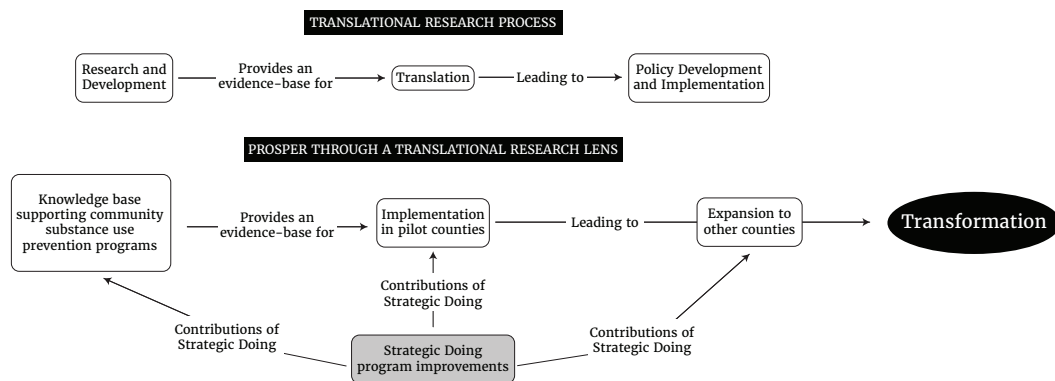 TRANSLATIONAL RESEARCH PROCESS
Research and
Development
Provides an
evidence-base for
Translation
Leading to
Policy Development
and Implementation
PROSPER THROUGH A TRANSLATIONAL RESEARCH LENS
Knowledge base
supporting community
substance use
prevention programs
Provides an
evidence-base for
Implementation
in pilot counties
Leading to
Expansion to
other counties
Transformation
Contributions of
Strategic Doing
Contributions of
Strategic Doing
Contributions of
Strategic Doing
Strategic Doing
program improvements